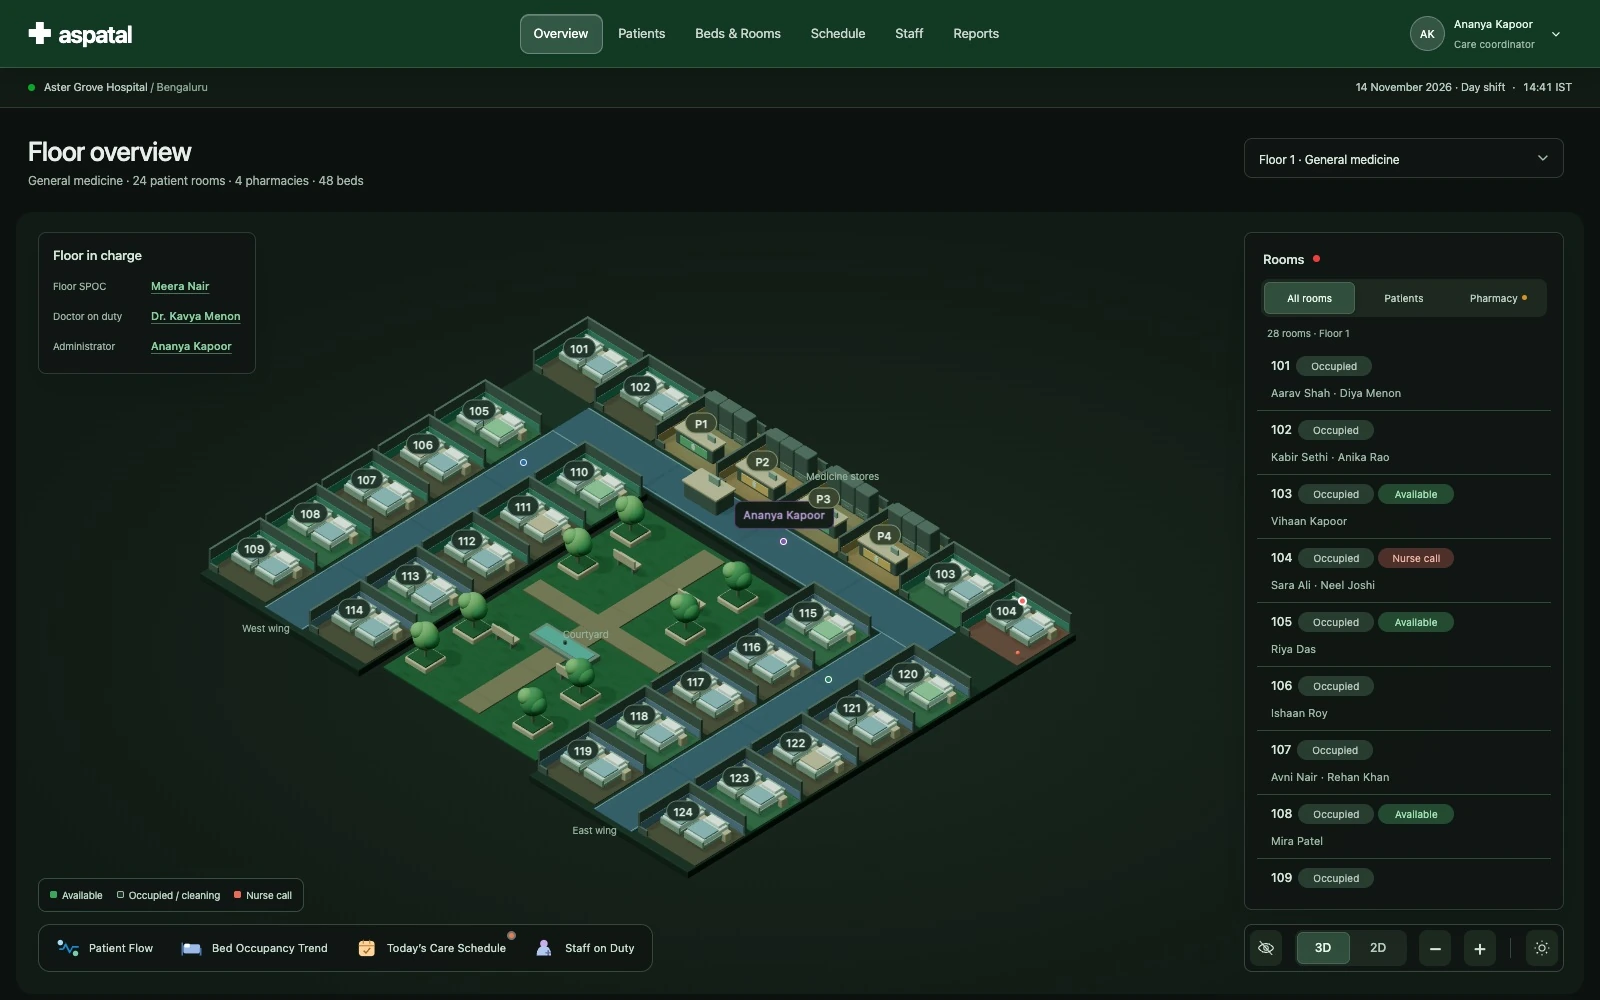 aspatal
Overview
Patients
Beds & Rooms
Schedule
Staff
Reports
AK
Ananya Kapoor
Care coordinator
Aster Grove Hospital / Bengaluru
14 November 2026 · Day shift · 14:41 IST
Floor overview
General medicine · 24 patient rooms · 4 pharmacies · 48 beds
Floor 1 · General medicine
Floor in charge
Floor SPOC Meera Nair
Doctor on duty Dr. Kavya Menon
Administrator Ananya Kapoor
101
102
P1
P2
Medicine stores
P3
Ananya Kapoor
P4
103
104
105
106
107
108
109
110
111
112
113
114
West wing
Courtyard
115
116
117
118
119
120
121
122
123
124
East wing
Available
Occupied / cleaning
Nurse call
Patient Flow
Bed Occupancy Trend
Today's Care Schedule
Staff on Duty
Rooms
All rooms
Patients
Pharmacy
28 rooms · Floor 1
101 Occupied
Aarav Shah · Diya Menon
102 Occupied
Kabir Sethi · Anika Rao
103 Occupied Available
Vihaan Kapoor
104 Occupied Nurse call
Sara Ali · Neel Joshi
105 Occupied Available
Riya Das
106 Occupied
Ishaan Roy
107 Occupied
Avni Nair · Rehan Khan
108 Occupied Available
Mira Patel
109 Occupied
3D
2D